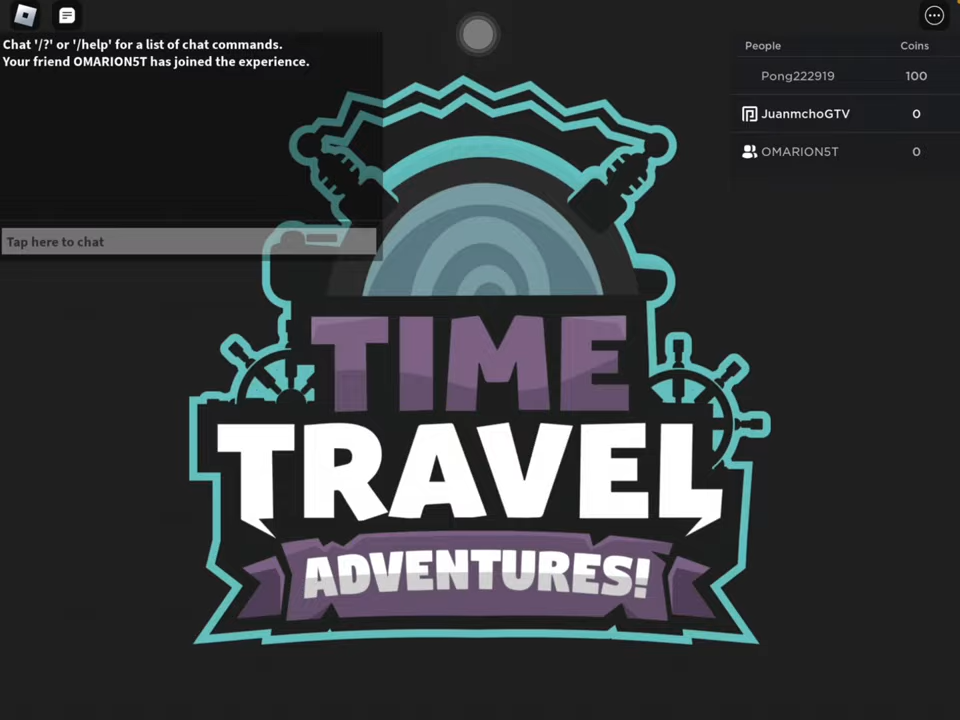 Chat '/?' or '/help' for a list of chat commands.
Your friend OMARION5T has joined the experience.
Tap here to chat
People Coins
Pong222919 100
JuanmchoGTV 0
OMARION5T 0
TIME
TRAVEL
ADVENTURES!